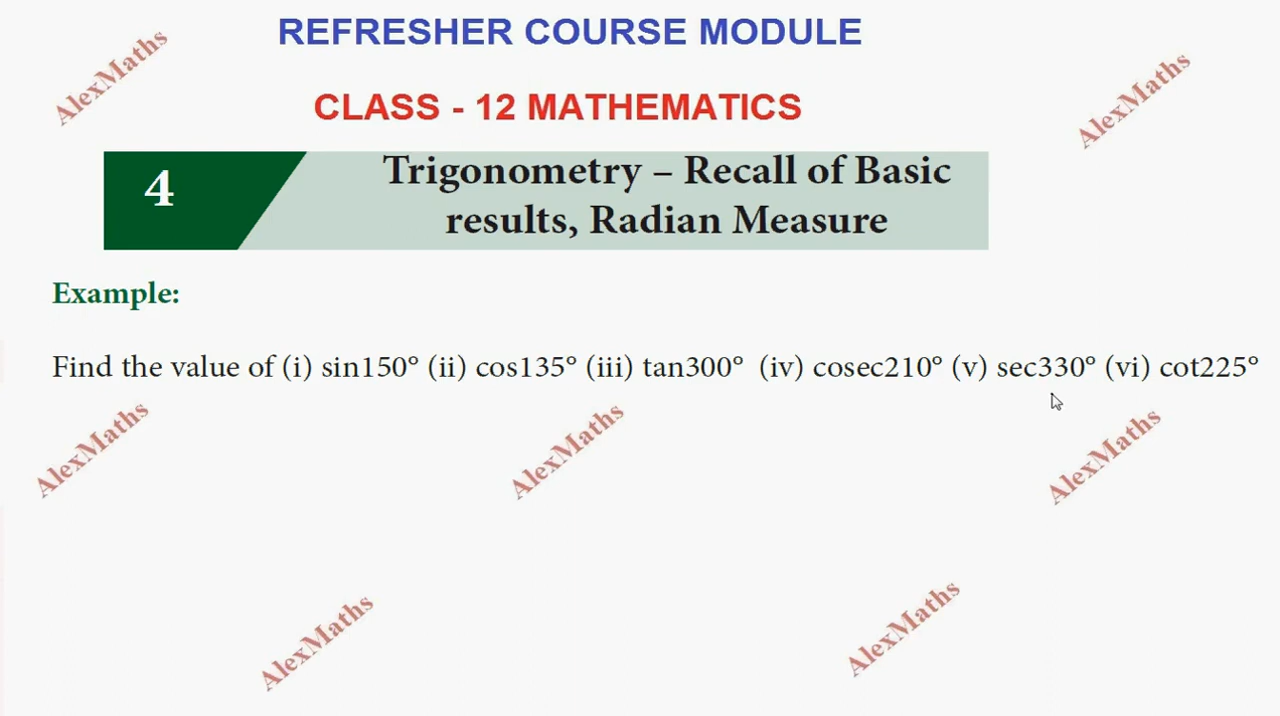 REFRESHER COURSE MODULE
AlexMaths
AlexMaths
CLASS - 12 MATHEMATICS
4
Trigonometry – Recall of Basic
results, Radian Measure
Example:
Find the value of (i) sin150° (ii) cos135° (iii) tan300° (iv) cosec210° (v) sec330° (vi) cot225°
AlexMaths
AlexMaths
AlexMaths
AlexMaths
AlexMaths